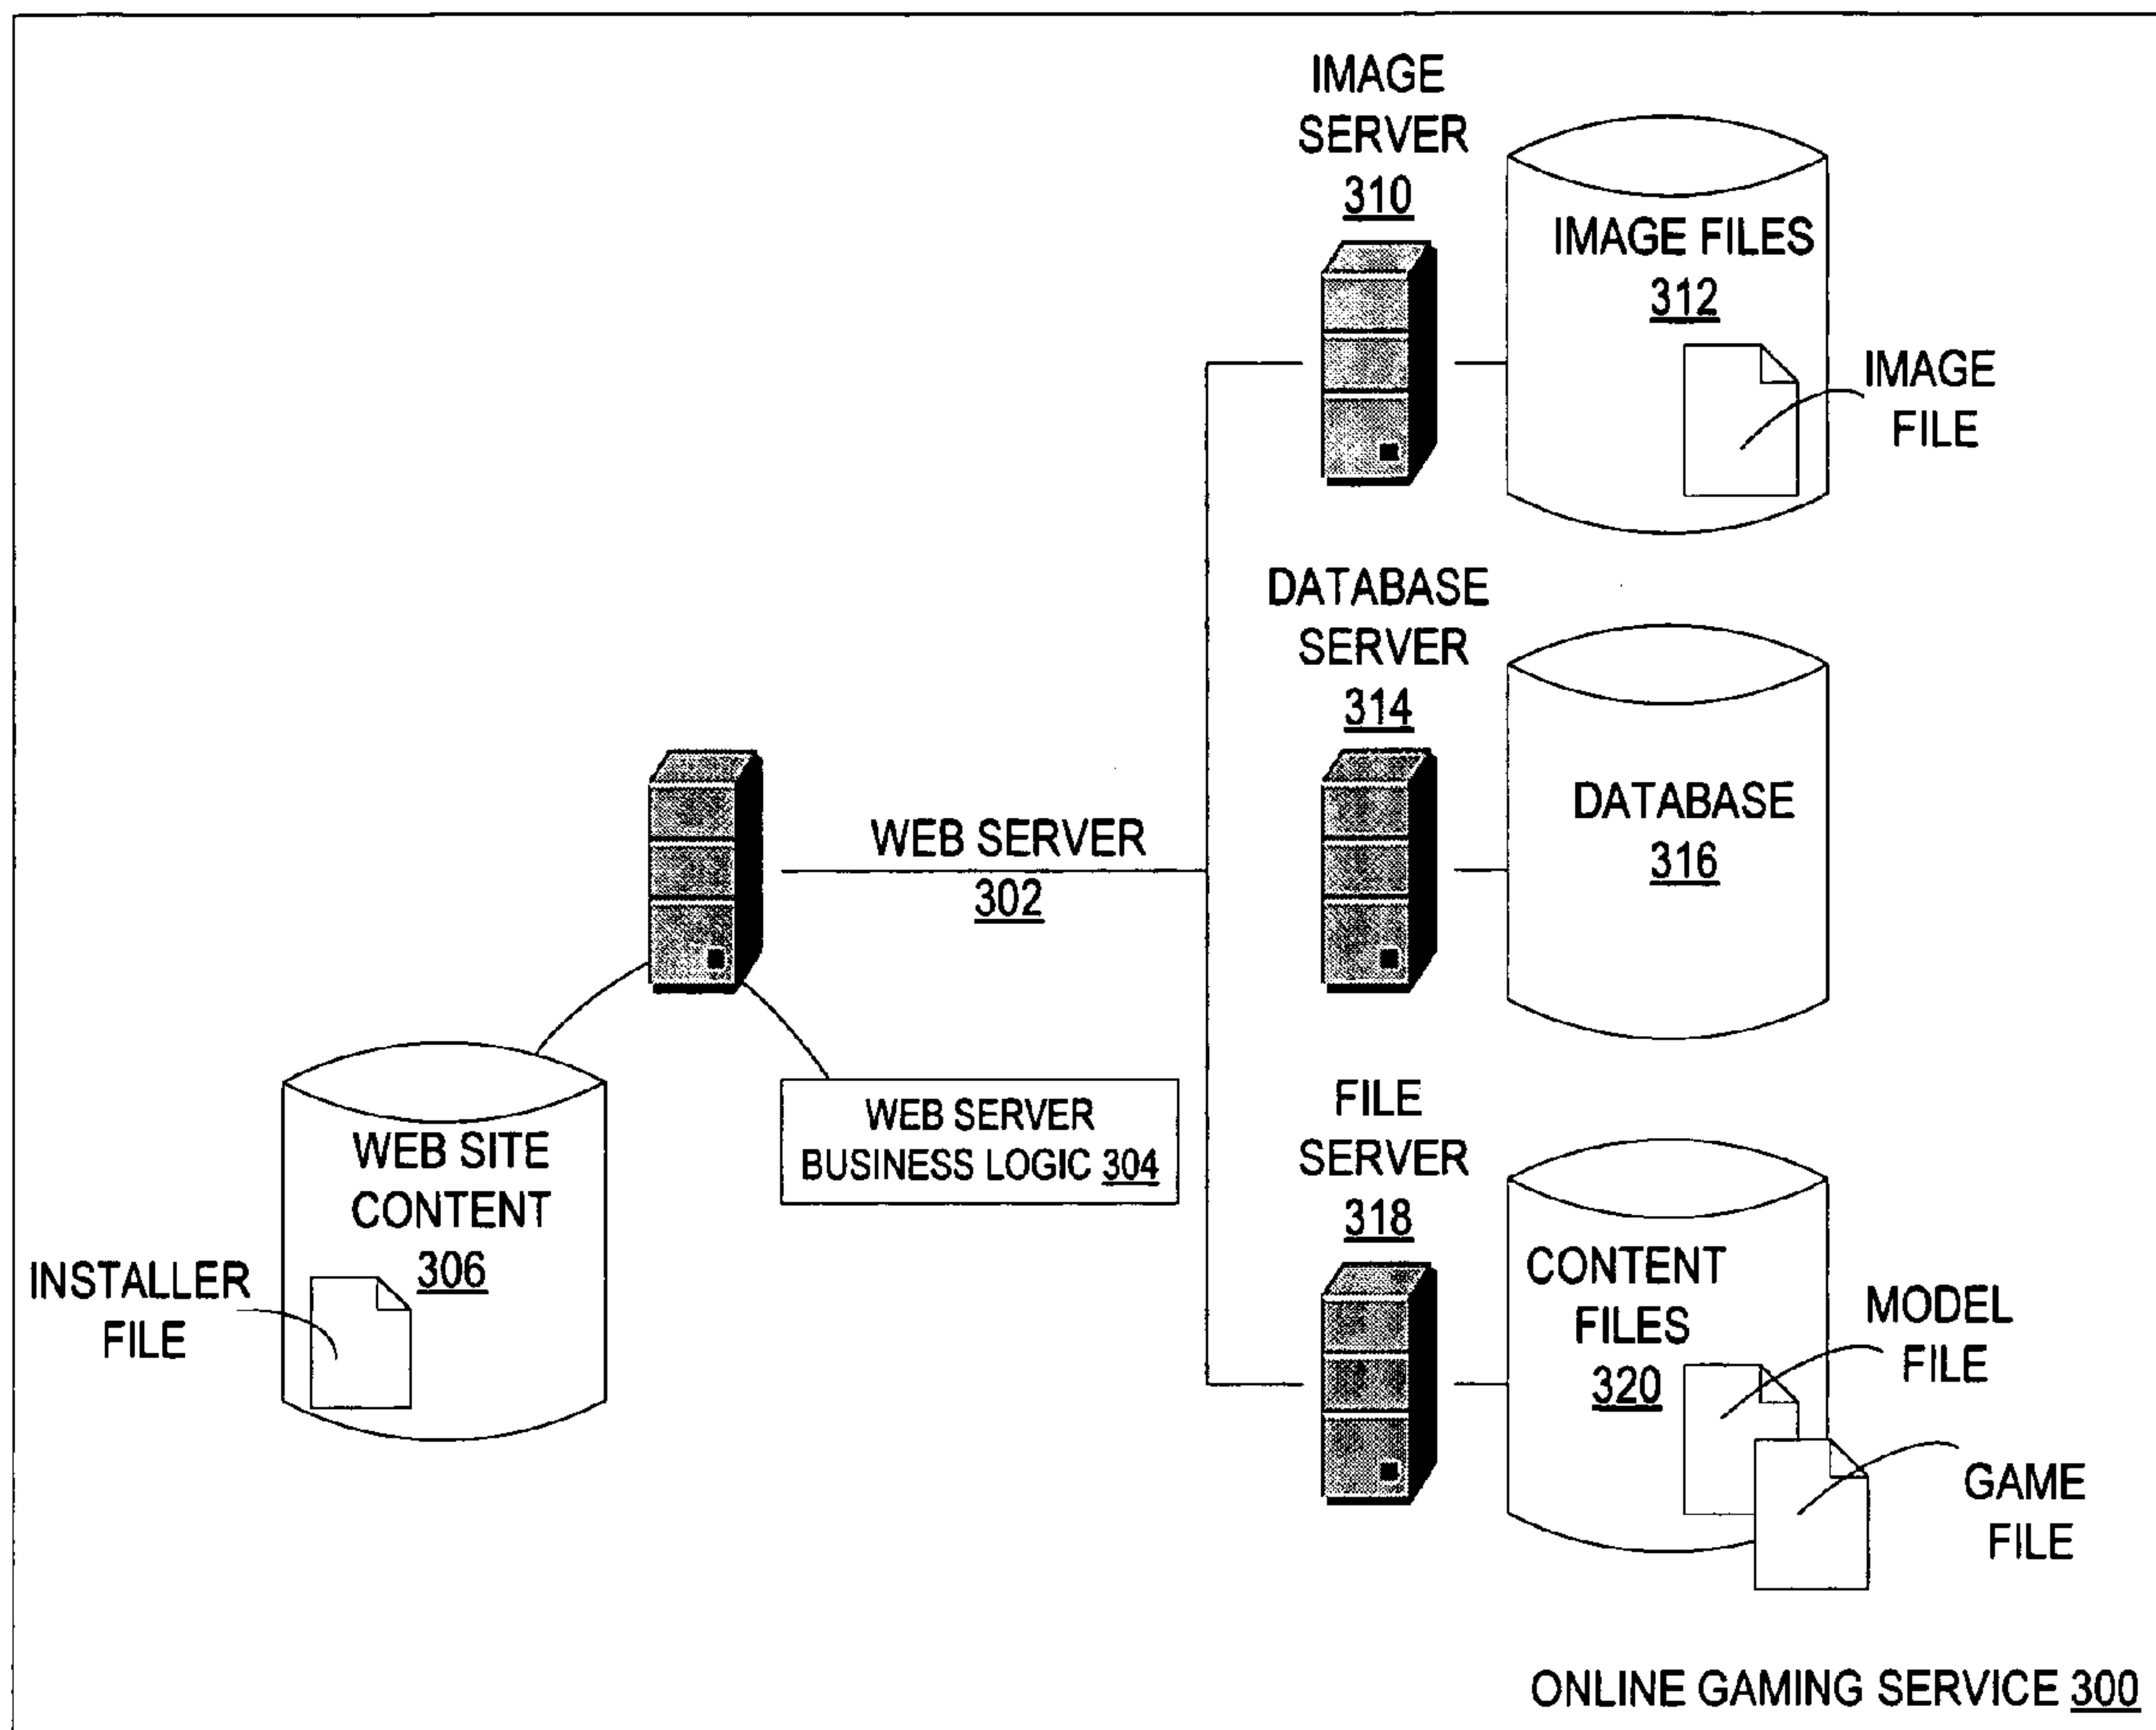 IMAGE
SERVER
310
IMAGE FILES
312
IMAGE
FILE
DATABASE
SERVER
314
DATABASE
316
WEB SERVER
302
WEB SERVER
BUSINESS LOGIC 304
WEB SITE
CONTENT
306
INSTALLER
FILE
FILE
SERVER
318
CONTENT
FILES
320
MODEL
FILE
GAME
FILE
ONLINE GAMING SERVICE 300